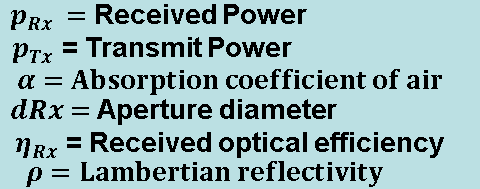 p_Rx = Received Power
p_Tx = Transmit Power
α = Absorption coefficient of air
dRx = Aperture diameter
η_Rx = Received optical efficiency
ρ = Lambertian reflectivity